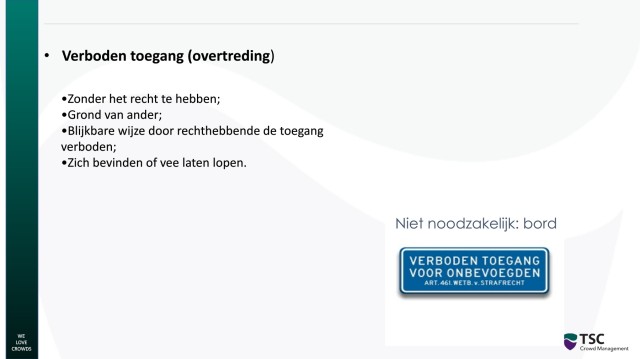 • Verboden toegang (overtreding)
•Zonder het recht te hebben;
•Grond van ander;
•Blijkbare wijze door rechthebbende de toegang
verboden;
•Zich bevinden of vee laten lopen.
Niet noodzakelijk: bord
VERBODEN TOEGANG
VOOR ONBEVOEGDEN
ART.461.WETB.v.STRAFRECHT
WE
LOVE
CROWDS
TSC
Crowd Management